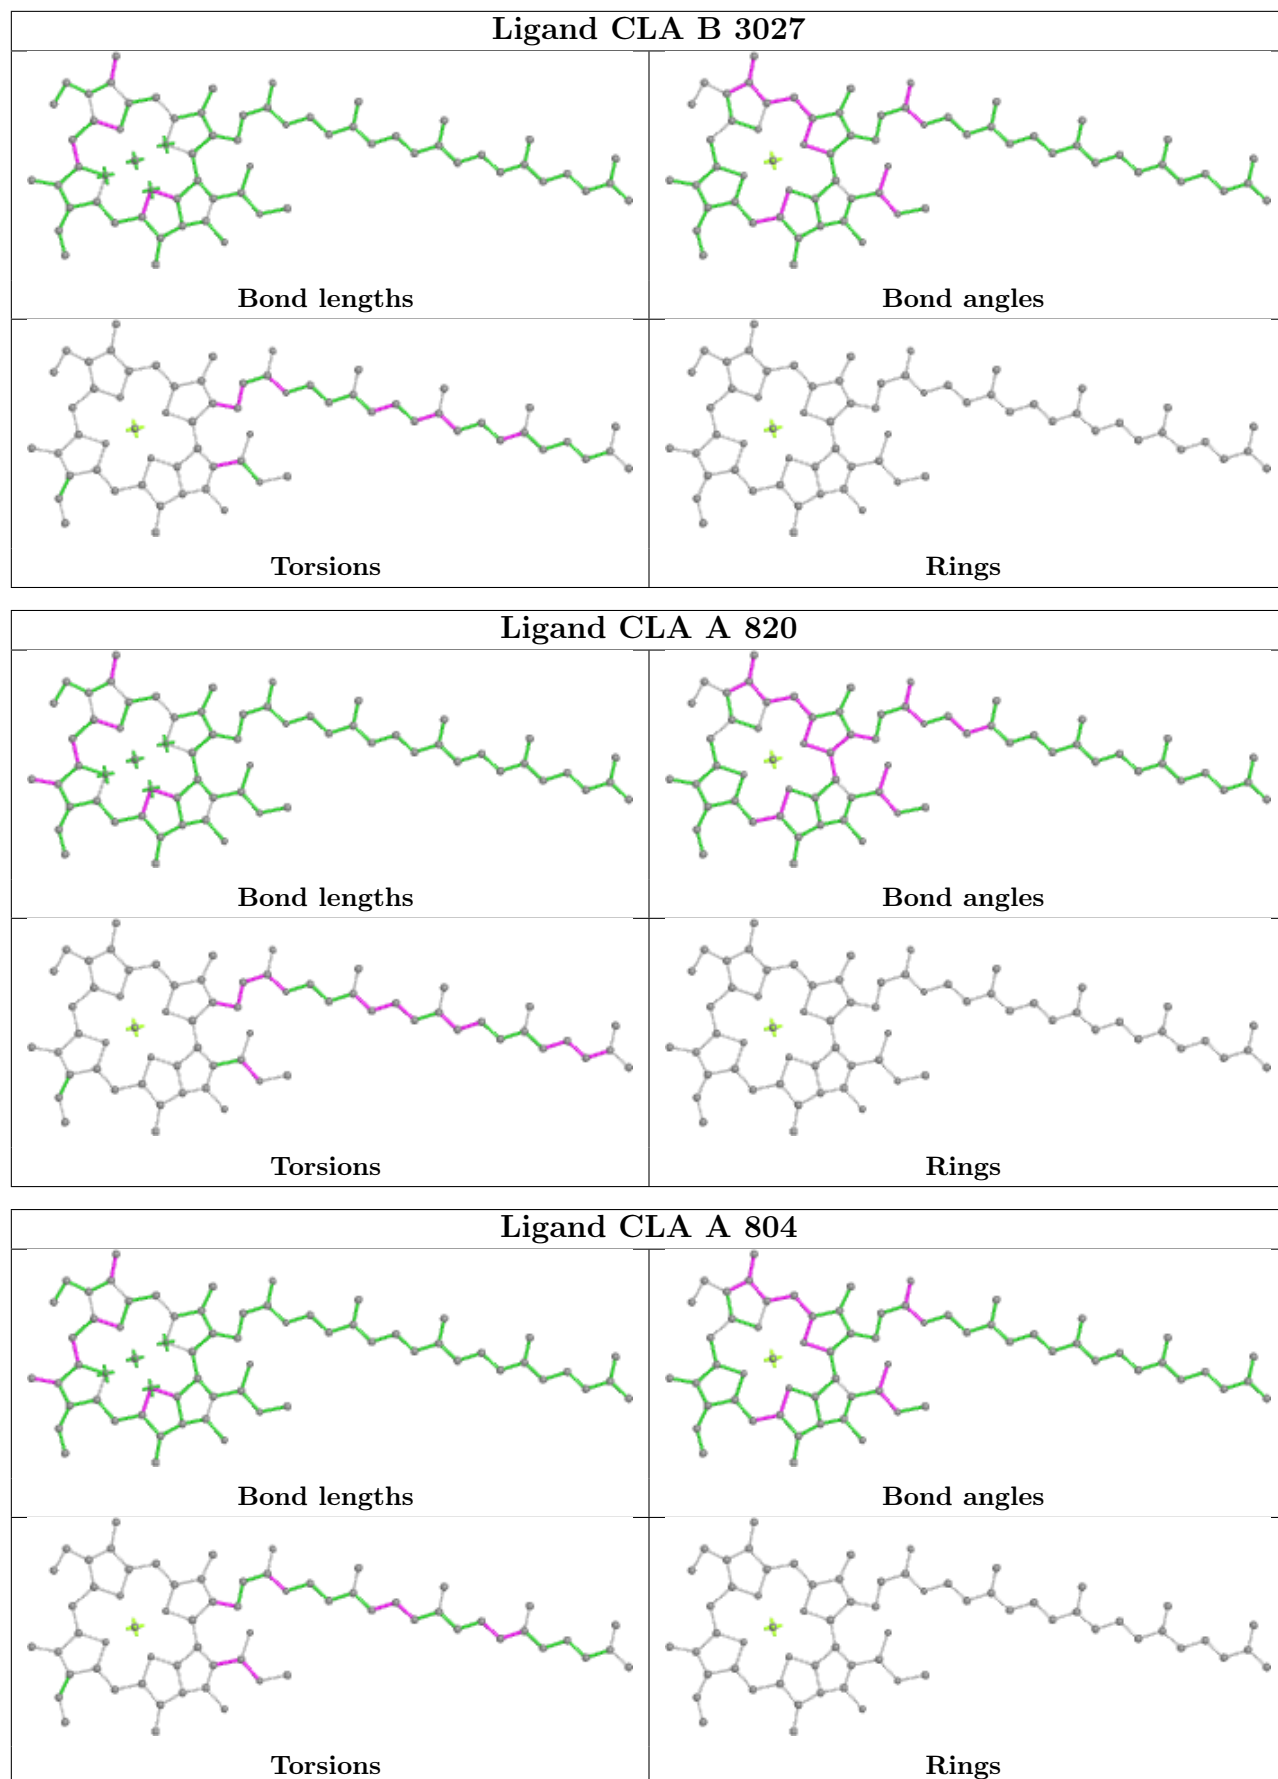 Ligand CLA B 3027
Bond lengths
Bond angles
Torsions
Rings
Ligand CLA A 820
Bond lengths
Bond angles
Torsions
Rings
Ligand CLA A 804
Bond lengths
Bond angles
Torsions
Rings